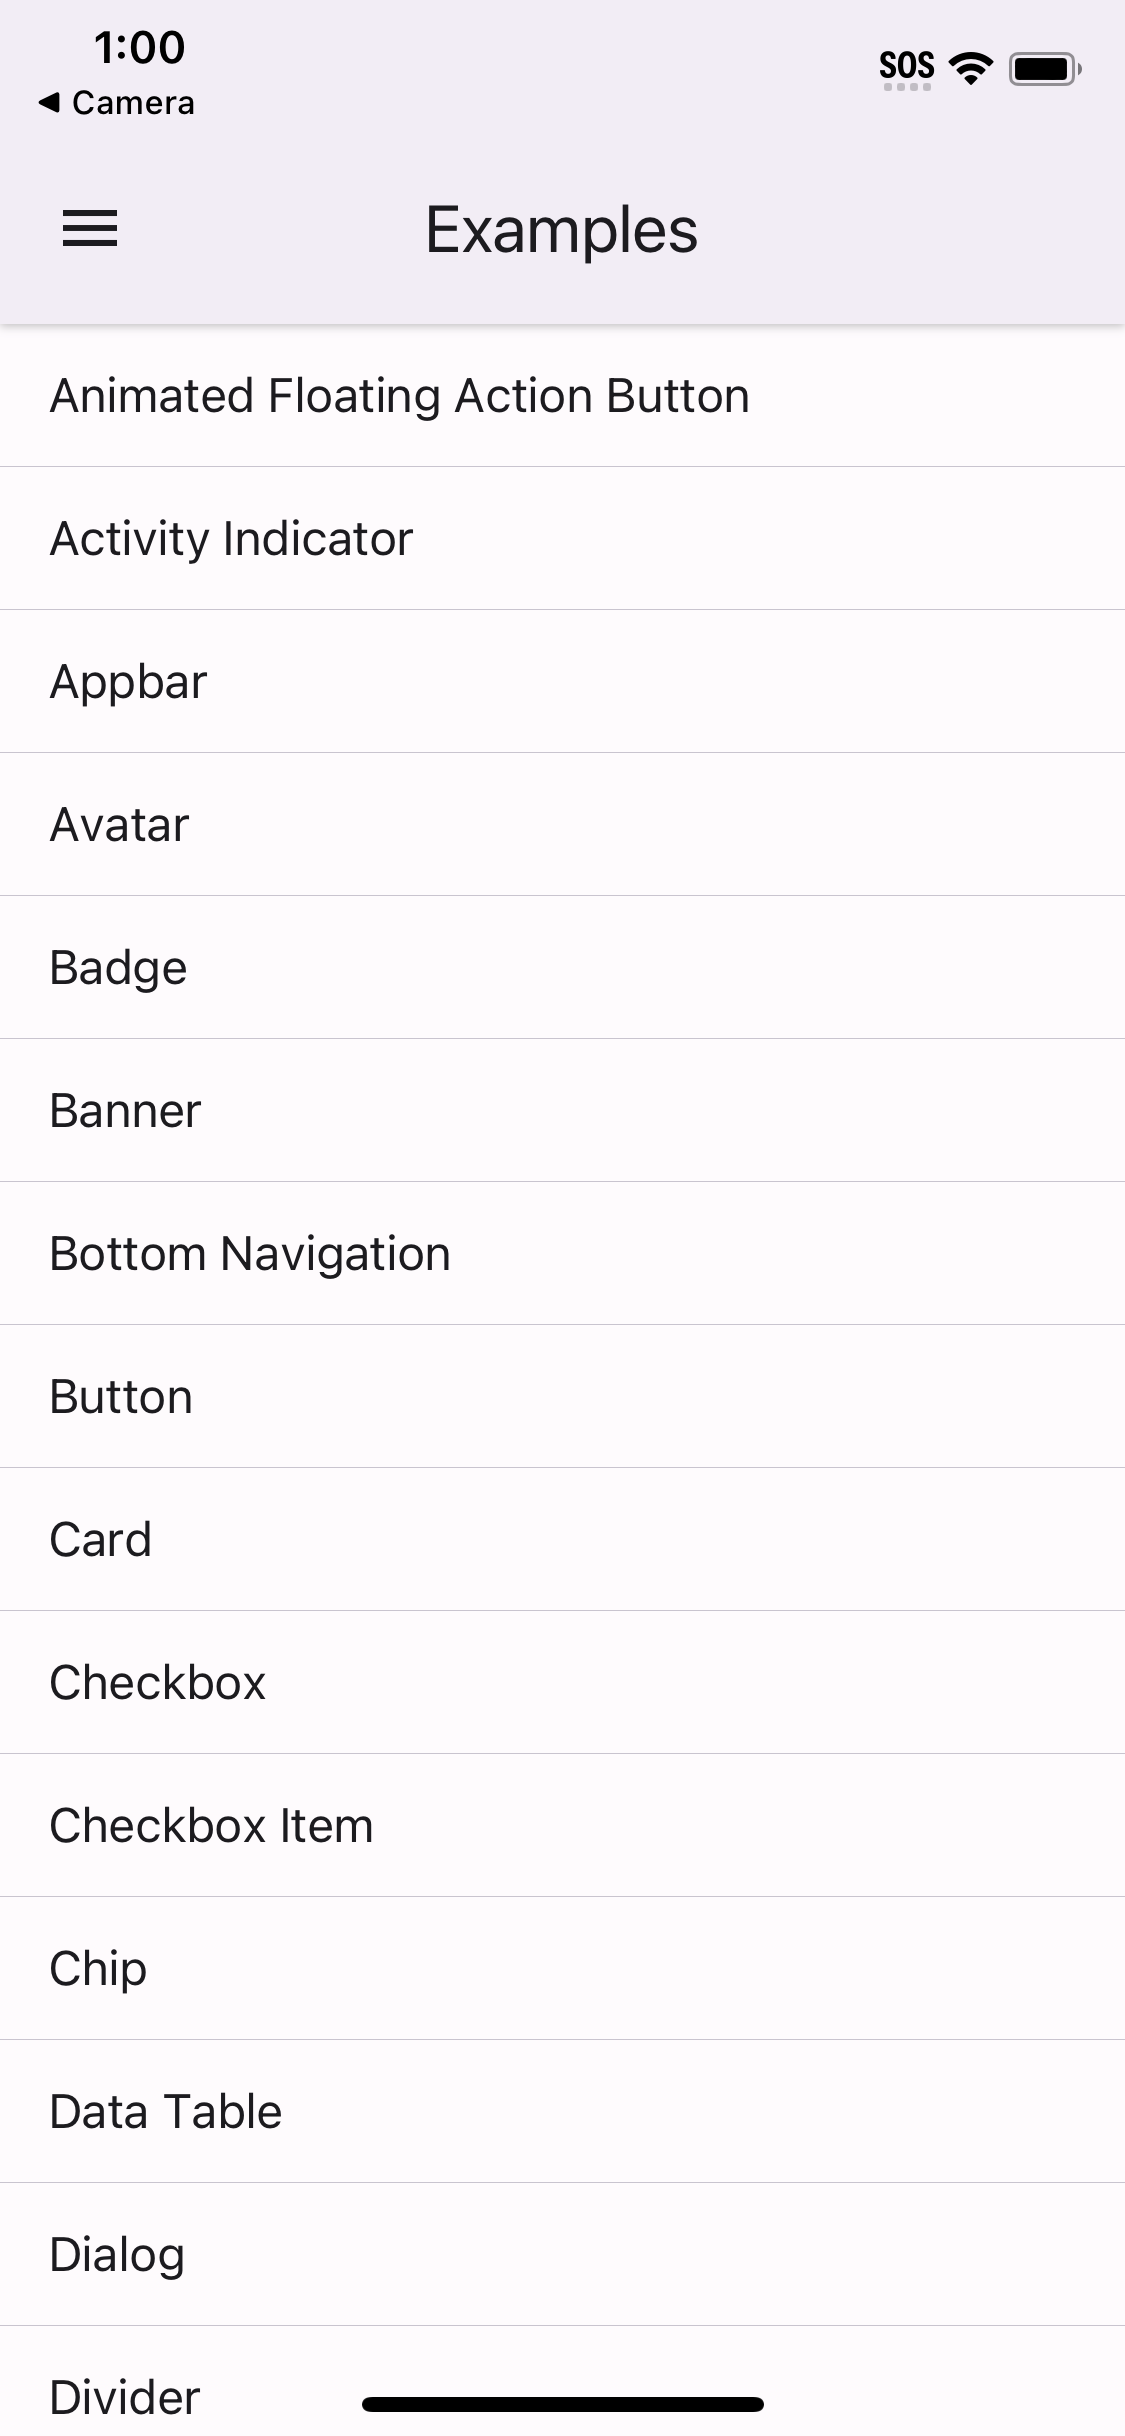 1:00
SOS
Camera
Examples
Animated Floating Action Button
Activity Indicator
Appbar
Avatar
Badge
Banner
Bottom Navigation
Button
Card
Checkbox
Checkbox Item
Chip
Data Table
Dialog
Divider